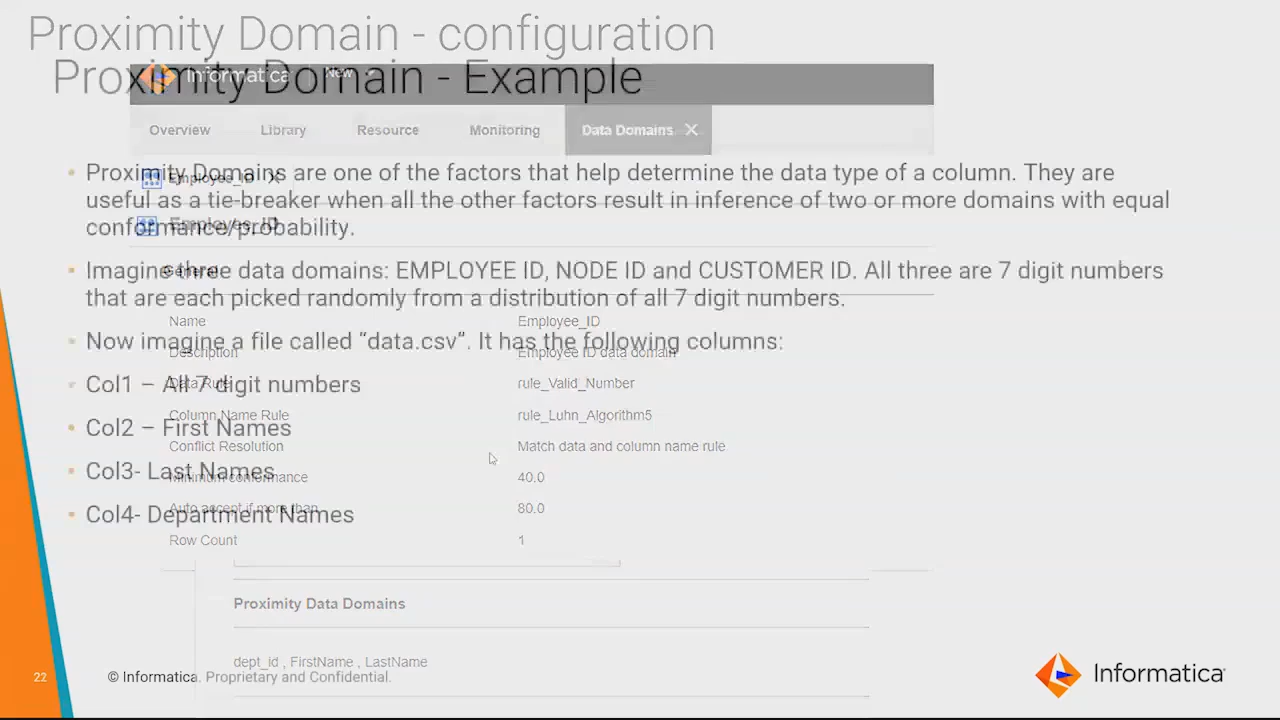 Proximity Domain - configuration
Proximity Domain - Example
Informatica New
Overview Library Resource Monitoring Data Domains X
Employee_ID X
Employee_ID
General
• Proximity Domains are one of the factors that help determine the data type of a column. They are
useful as a tie-breaker when all the other factors result in inference of two or more domains with equal
conformance/probability.
• Imagine three data domains: EMPLOYEE ID, NODE ID and CUSTOMER ID. All three are 7 digit numbers
that are each picked randomly from a distribution of all 7 digit numbers.
• Now imagine a file called “data.csv”. It has the following columns:
• Col1 – All 7 digit numbers
• Col2 – First Names
• Col3- Last Names
• Col4- Department Names
Name Employee_ID
Description Employee ID data domain
Data Rule rule_Valid_Number
Column Name Rule rule_Luhn_Algorithm5
Conflict Resolution Match data and column name rule
Minimum conformance 40.0
Auto accept if more than 80.0
Row Count 1
Proximity Data Domains
dept_id , FirstName , LastName
22 © Informatica. Proprietary and Confidential.
Informatica